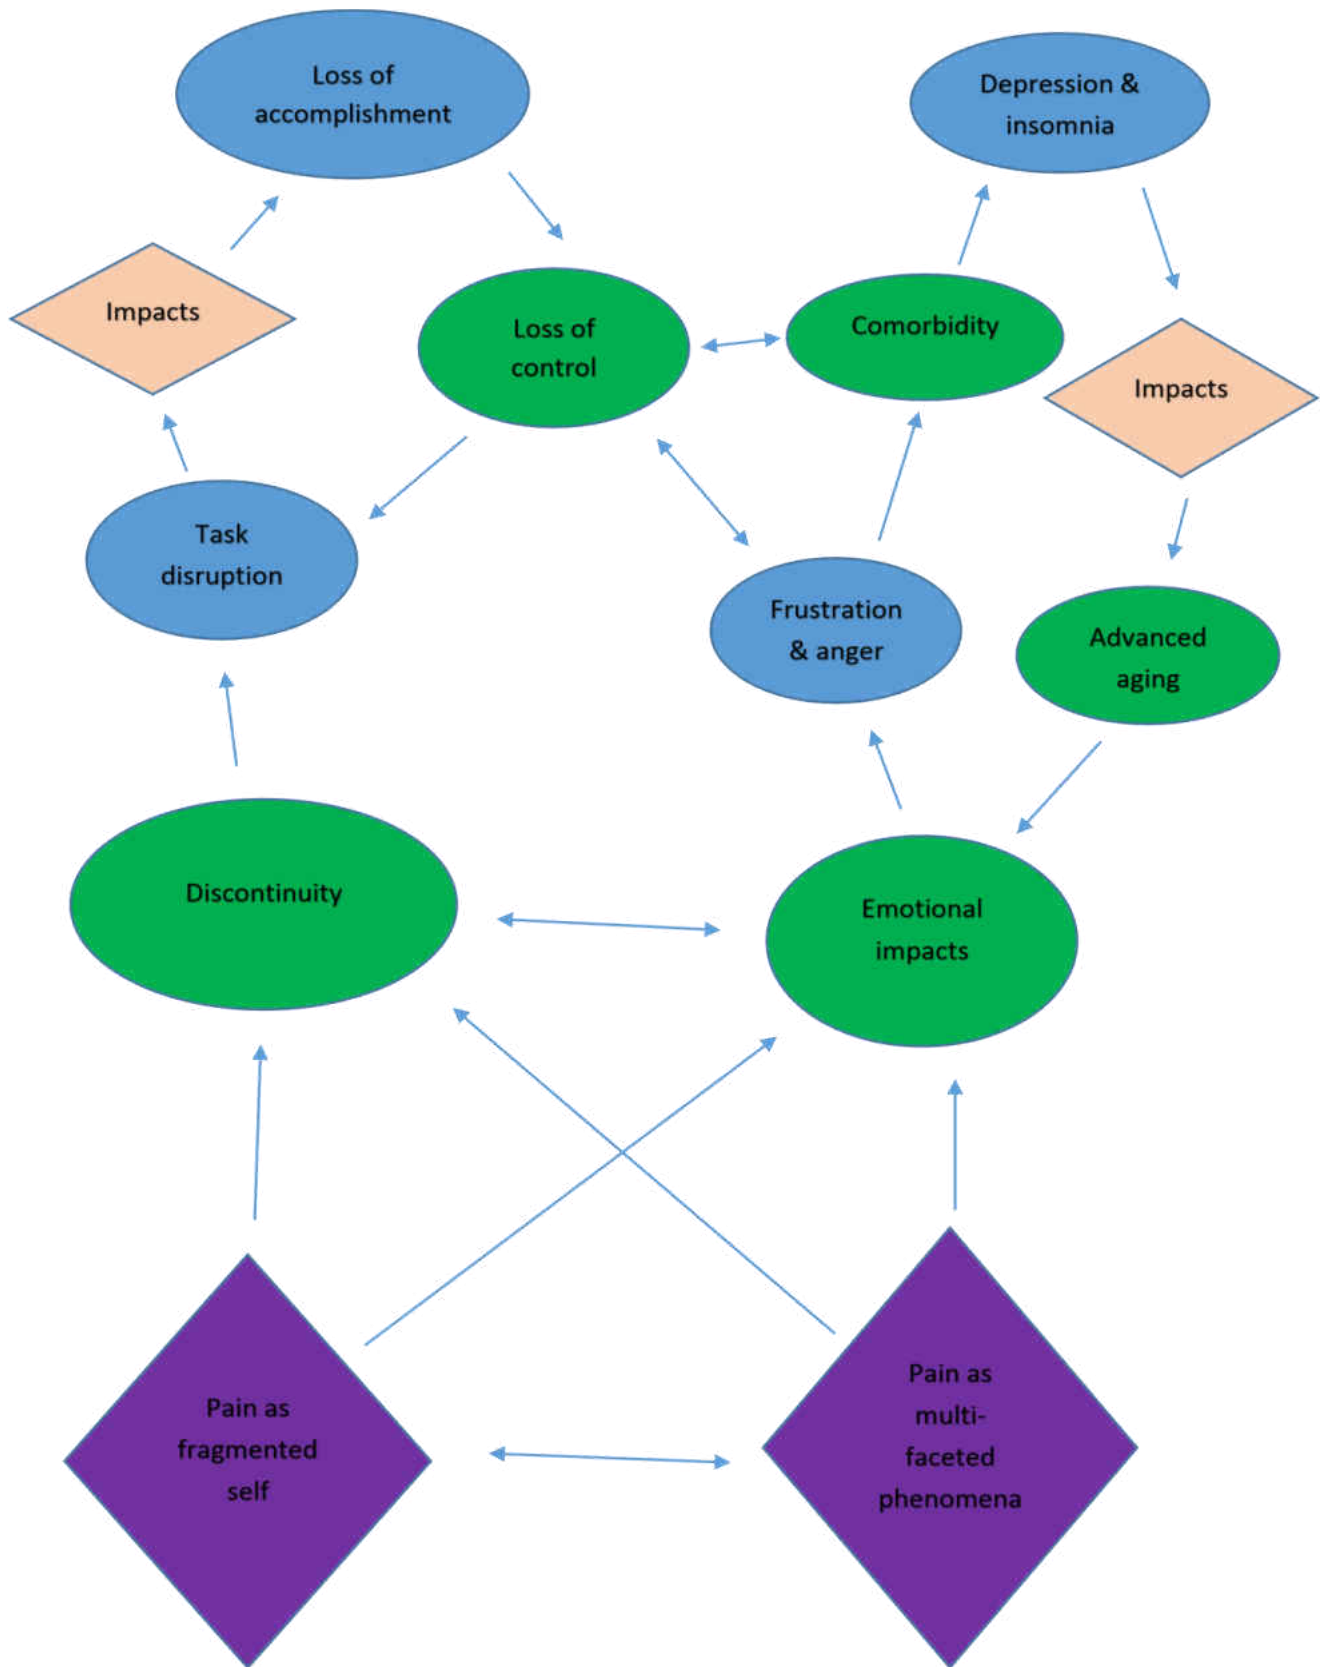 Loss of
accomplishment
Depression &
insomnia
Impacts
Loss of
control
Comorbidity
Impacts
Task
disruption
Frustration
& anger
Advanced
aging
Discontinuity
Emotional
impacts
Pain as
fragmented
self
Pain as
multi-
faceted
phenomena